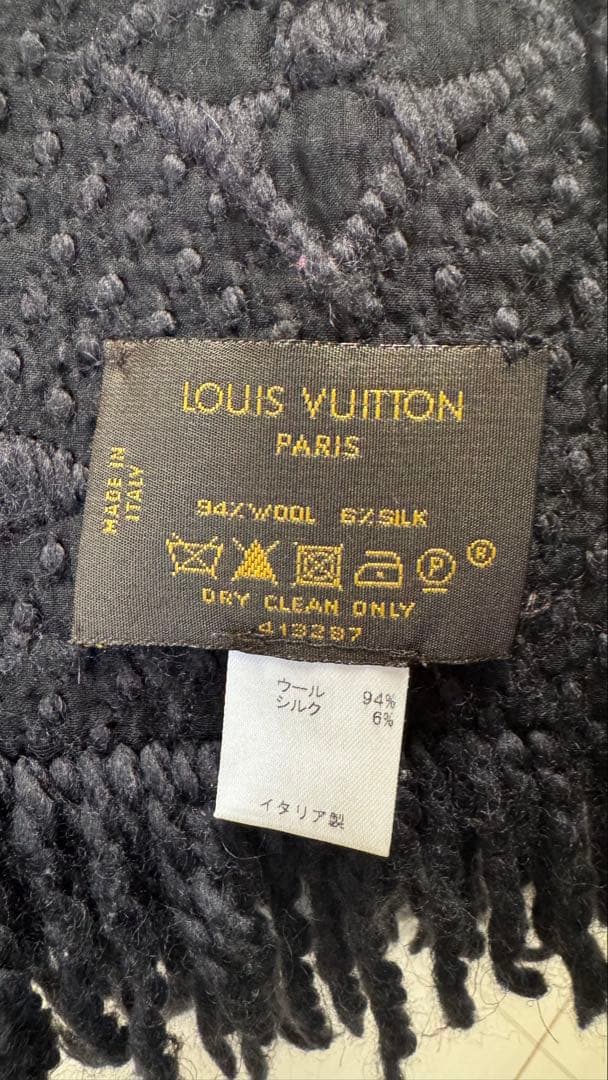 LOUIS VUITTON
PARIS
MADE IN
ITALY
94%WOOL 6%SILK
P
®
DRY CLEAN ONLY
413287
ウール 94%
シルク 6%
イタリア製